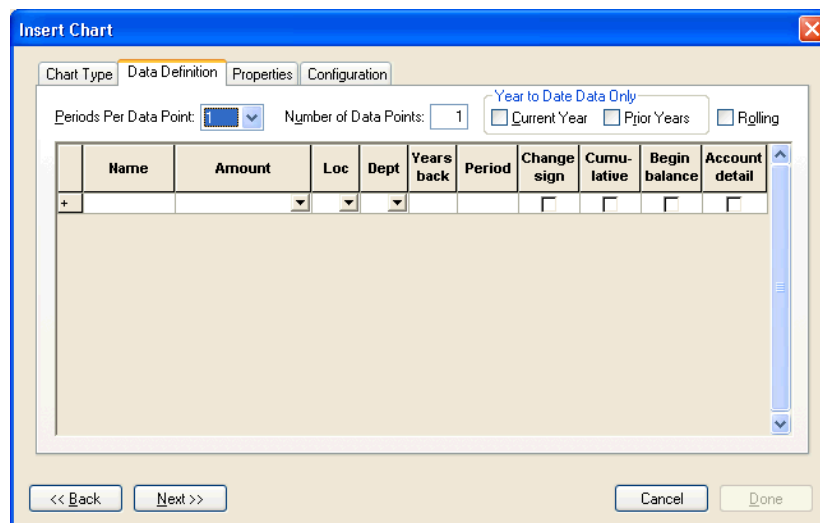 Insert Chart
Chart Type Data Definition Properties Configuration
Year to Date Data Only
Periods Per Data Point: 1 Number of Data Points: 1 Current Year Prior Years Rolling
Name Amount Loc Dept Years back Period Change sign Cumu-lative Begin balance Account detail
+
<< Back Next >> Cancel Done